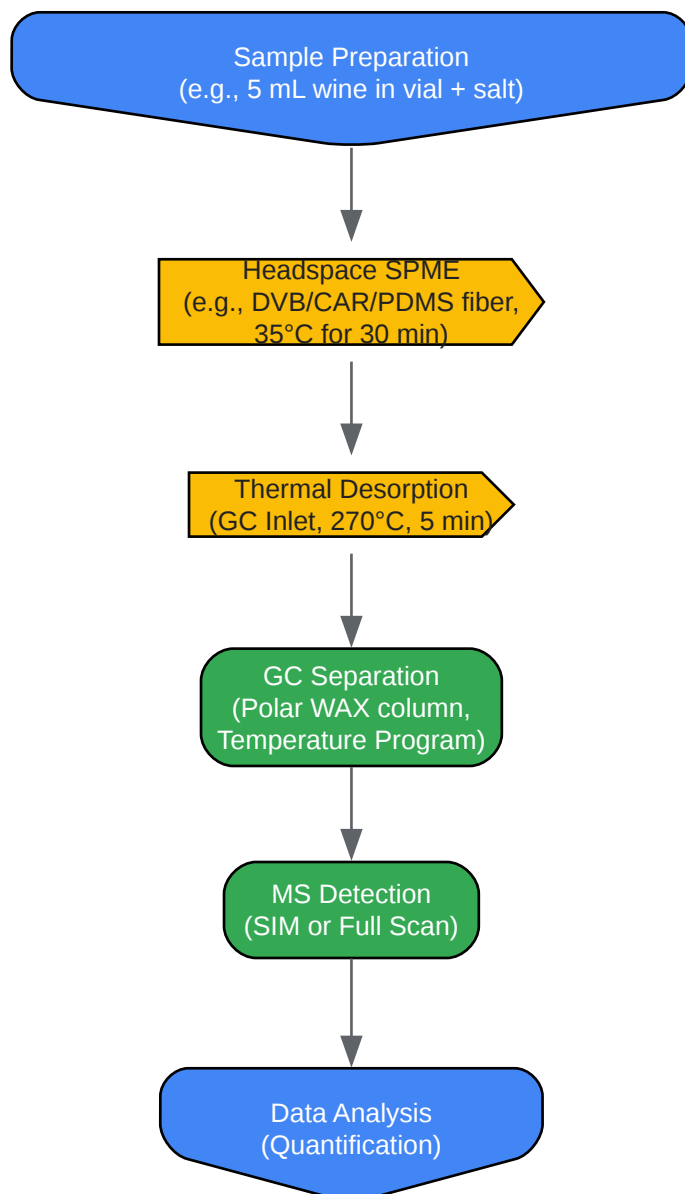 Sample Preparation
(e.g., 5 mL wine in vial + salt)
Headspace SPME
(e.g., DVB/CAR/PDMS fiber,
35°C for 30 min)
Thermal Desorption
(GC Inlet, 270°C, 5 min)
GC Separation
(Polar WAX column,
Temperature Program)
MS Detection
(SIM or Full Scan)
Data Analysis
(Quantification)